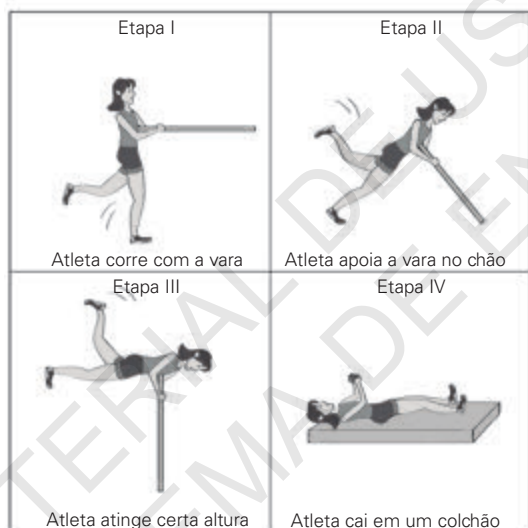 Etapa I
Etapa II
Atleta corre com a vara
Atleta apoia a vara no chão
Etapa III
Etapa IV
Atleta atinge certa altura
Atleta cai em um colchão